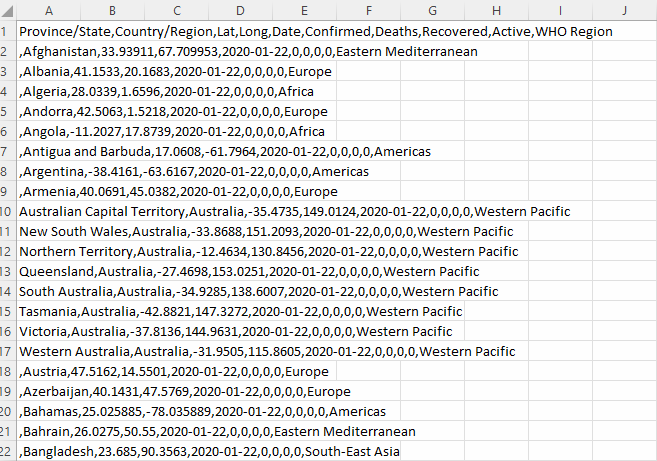 A B C D E F G H I J
1 Province/State,Country/Region,Lat,Long,Date,Confirmed,Deaths,Recovered,Active,WHO Region
2 ,Afghanistan,33.93911,67.709953,2020-01-22,0,0,0,0,Eastern Mediterranean
3 ,Albania,41.1533,20.1683,2020-01-22,0,0,0,0,Europe
4 ,Algeria,28.0339,1.6596,2020-01-22,0,0,0,0,Africa
5 ,Andorra,42.5063,1.5218,2020-01-22,0,0,0,0,Europe
6 ,Angola,-11.2027,17.8739,2020-01-22,0,0,0,0,Africa
7 ,Antigua and Barbuda,17.0608,-61.7964,2020-01-22,0,0,0,0,Americas
8 ,Argentina,-38.4161,-63.6167,2020-01-22,0,0,0,0,Americas
9 ,Armenia,40.0691,45.0382,2020-01-22,0,0,0,0,Europe
10 Australian Capital Territory,Australia,-35.4735,149.0124,2020-01-22,0,0,0,0,Western Pacific
11 New South Wales,Australia,-33.8688,151.2093,2020-01-22,0,0,0,0,Western Pacific
12 Northern Territory,Australia,-12.4634,130.8456,2020-01-22,0,0,0,0,Western Pacific
13 Queensland,Australia,-27.4698,153.0251,2020-01-22,0,0,0,0,Western Pacific
14 South Australia,Australia,-34.9285,138.6007,2020-01-22,0,0,0,0,Western Pacific
15 Tasmania,Australia,-42.8821,147.3272,2020-01-22,0,0,0,0,Western Pacific
16 Victoria,Australia,-37.8136,144.9631,2020-01-22,0,0,0,0,Western Pacific
17 Western Australia,Australia,-31.9505,115.8605,2020-01-22,0,0,0,0,Western Pacific
18 ,Austria,47.5162,14.5501,2020-01-22,0,0,0,0,Europe
19 ,Azerbaijan,40.1431,47.5769,2020-01-22,0,0,0,0,Europe
20 ,Bahamas,25.025885,-78.035889,2020-01-22,0,0,0,0,Americas
21 ,Bahrain,26.0275,50.55,2020-01-22,0,0,0,0,Eastern Mediterranean
22 ,Bangladesh,23.685,90.3563,2020-01-22,0,0,0,0,South-East Asia